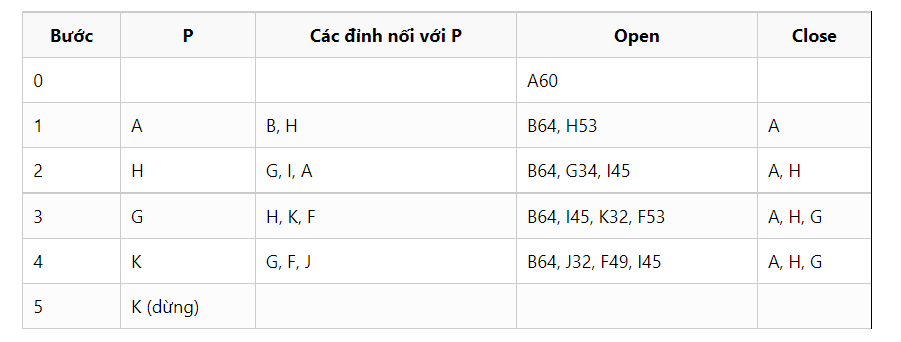 Bước P Các đỉnh nối với P Open Close
0 A60
1 A B, H B64, H53 A
2 H G, I, A B64, G34, I45 A, H
3 G H, K, F B64, I45, K32, F53 A, H, G
4 K G, F, J B64, J32, F49, I45 A, H, G
5 K (dừng)